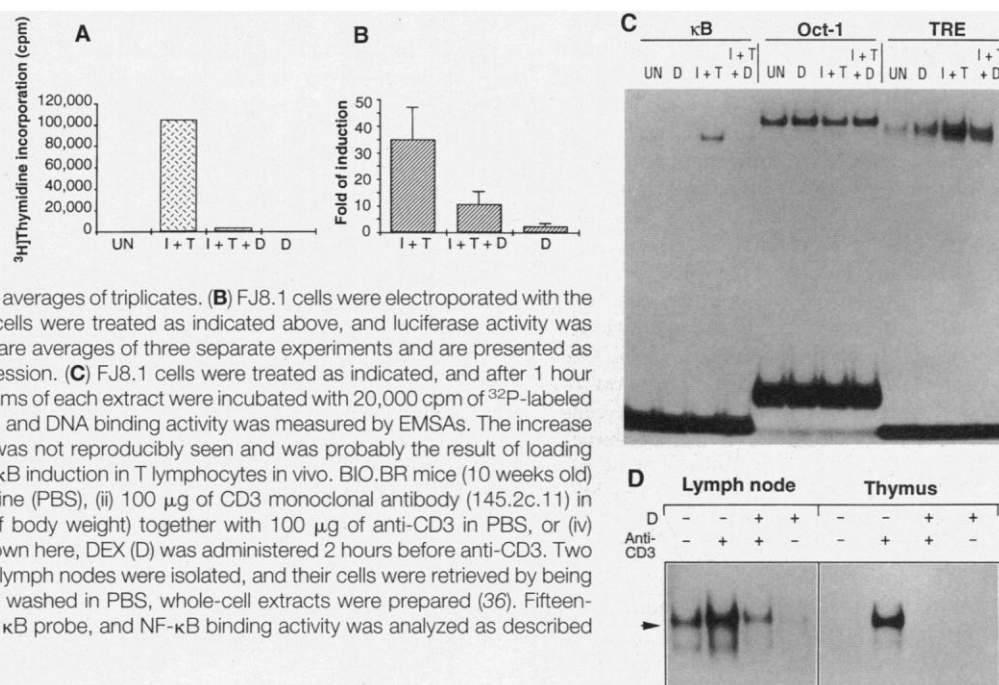 A
³H]Thymidine incorporation (cpm)
120,000
100,000
80,000
60,000
40,000
20,000
0
UN I + T I + T + D D
B
Fold of induction
50
40
30
20
10
0
I + T I + T + D D
averages of triplicates. (B) FJ8.1 cells were electroporated with the
cells were treated as indicated above, and luciferase activity was
are averages of three separate experiments and are presented as
ession. (C) FJ8.1 cells were treated as indicated, and after 1 hour
ms of each extract were incubated with 20,000 cpm of ³²P-labeled
and DNA binding activity was measured by EMSAs. The increase
was not reproducibly seen and was probably the result of loading
κB induction in T lymphocytes in vivo. BIO.BR mice (10 weeks old)
ine (PBS), (ii) 100 μg of CD3 monoclonal antibody (145.2c.11) in
f body weight) together with 100 μg of anti-CD3 in PBS, or (iv)
own here, DEX (D) was administered 2 hours before anti-CD3. Two
lymph nodes were isolated, and their cells were retrieved by being
washed in PBS, whole-cell extracts were prepared (36). Fifteen-
κB probe, and NF-κB binding activity was analyzed as described
C
κB Oct-1 TRE
I + T I + T I + T
UN D I + T + D UN D I + T + D UN D I + T + D
D
Lymph node Thymus
D − − + + − − + +
Anti-
CD3 − + + − − + + −